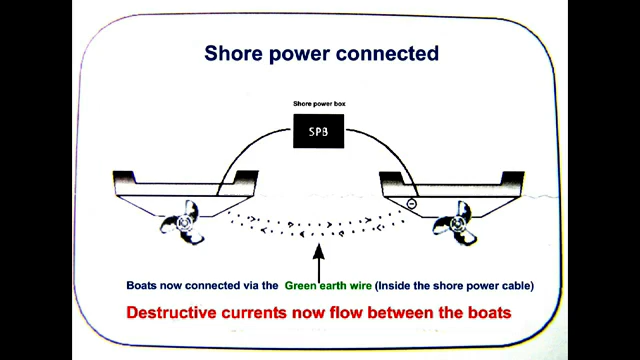 Shore power connected
Shore power box
SPB
Boats now connected via the Green earth wire (Inside the shore power cable)
Destructive currents now flow between the boats